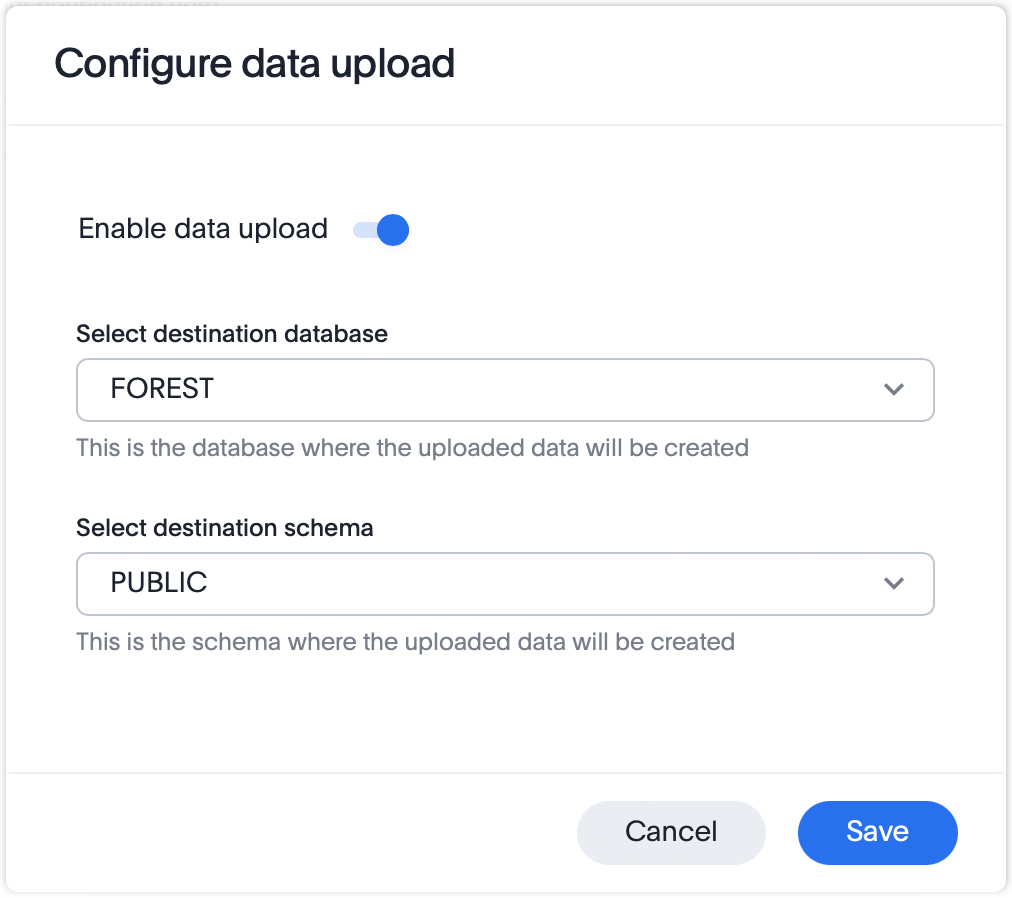 Configure data upload
Enable data upload
Select destination database
FOREST
This is the database where the uploaded data will be created
Select destination schema
PUBLIC
This is the schema where the uploaded data will be created
Cancel
Save